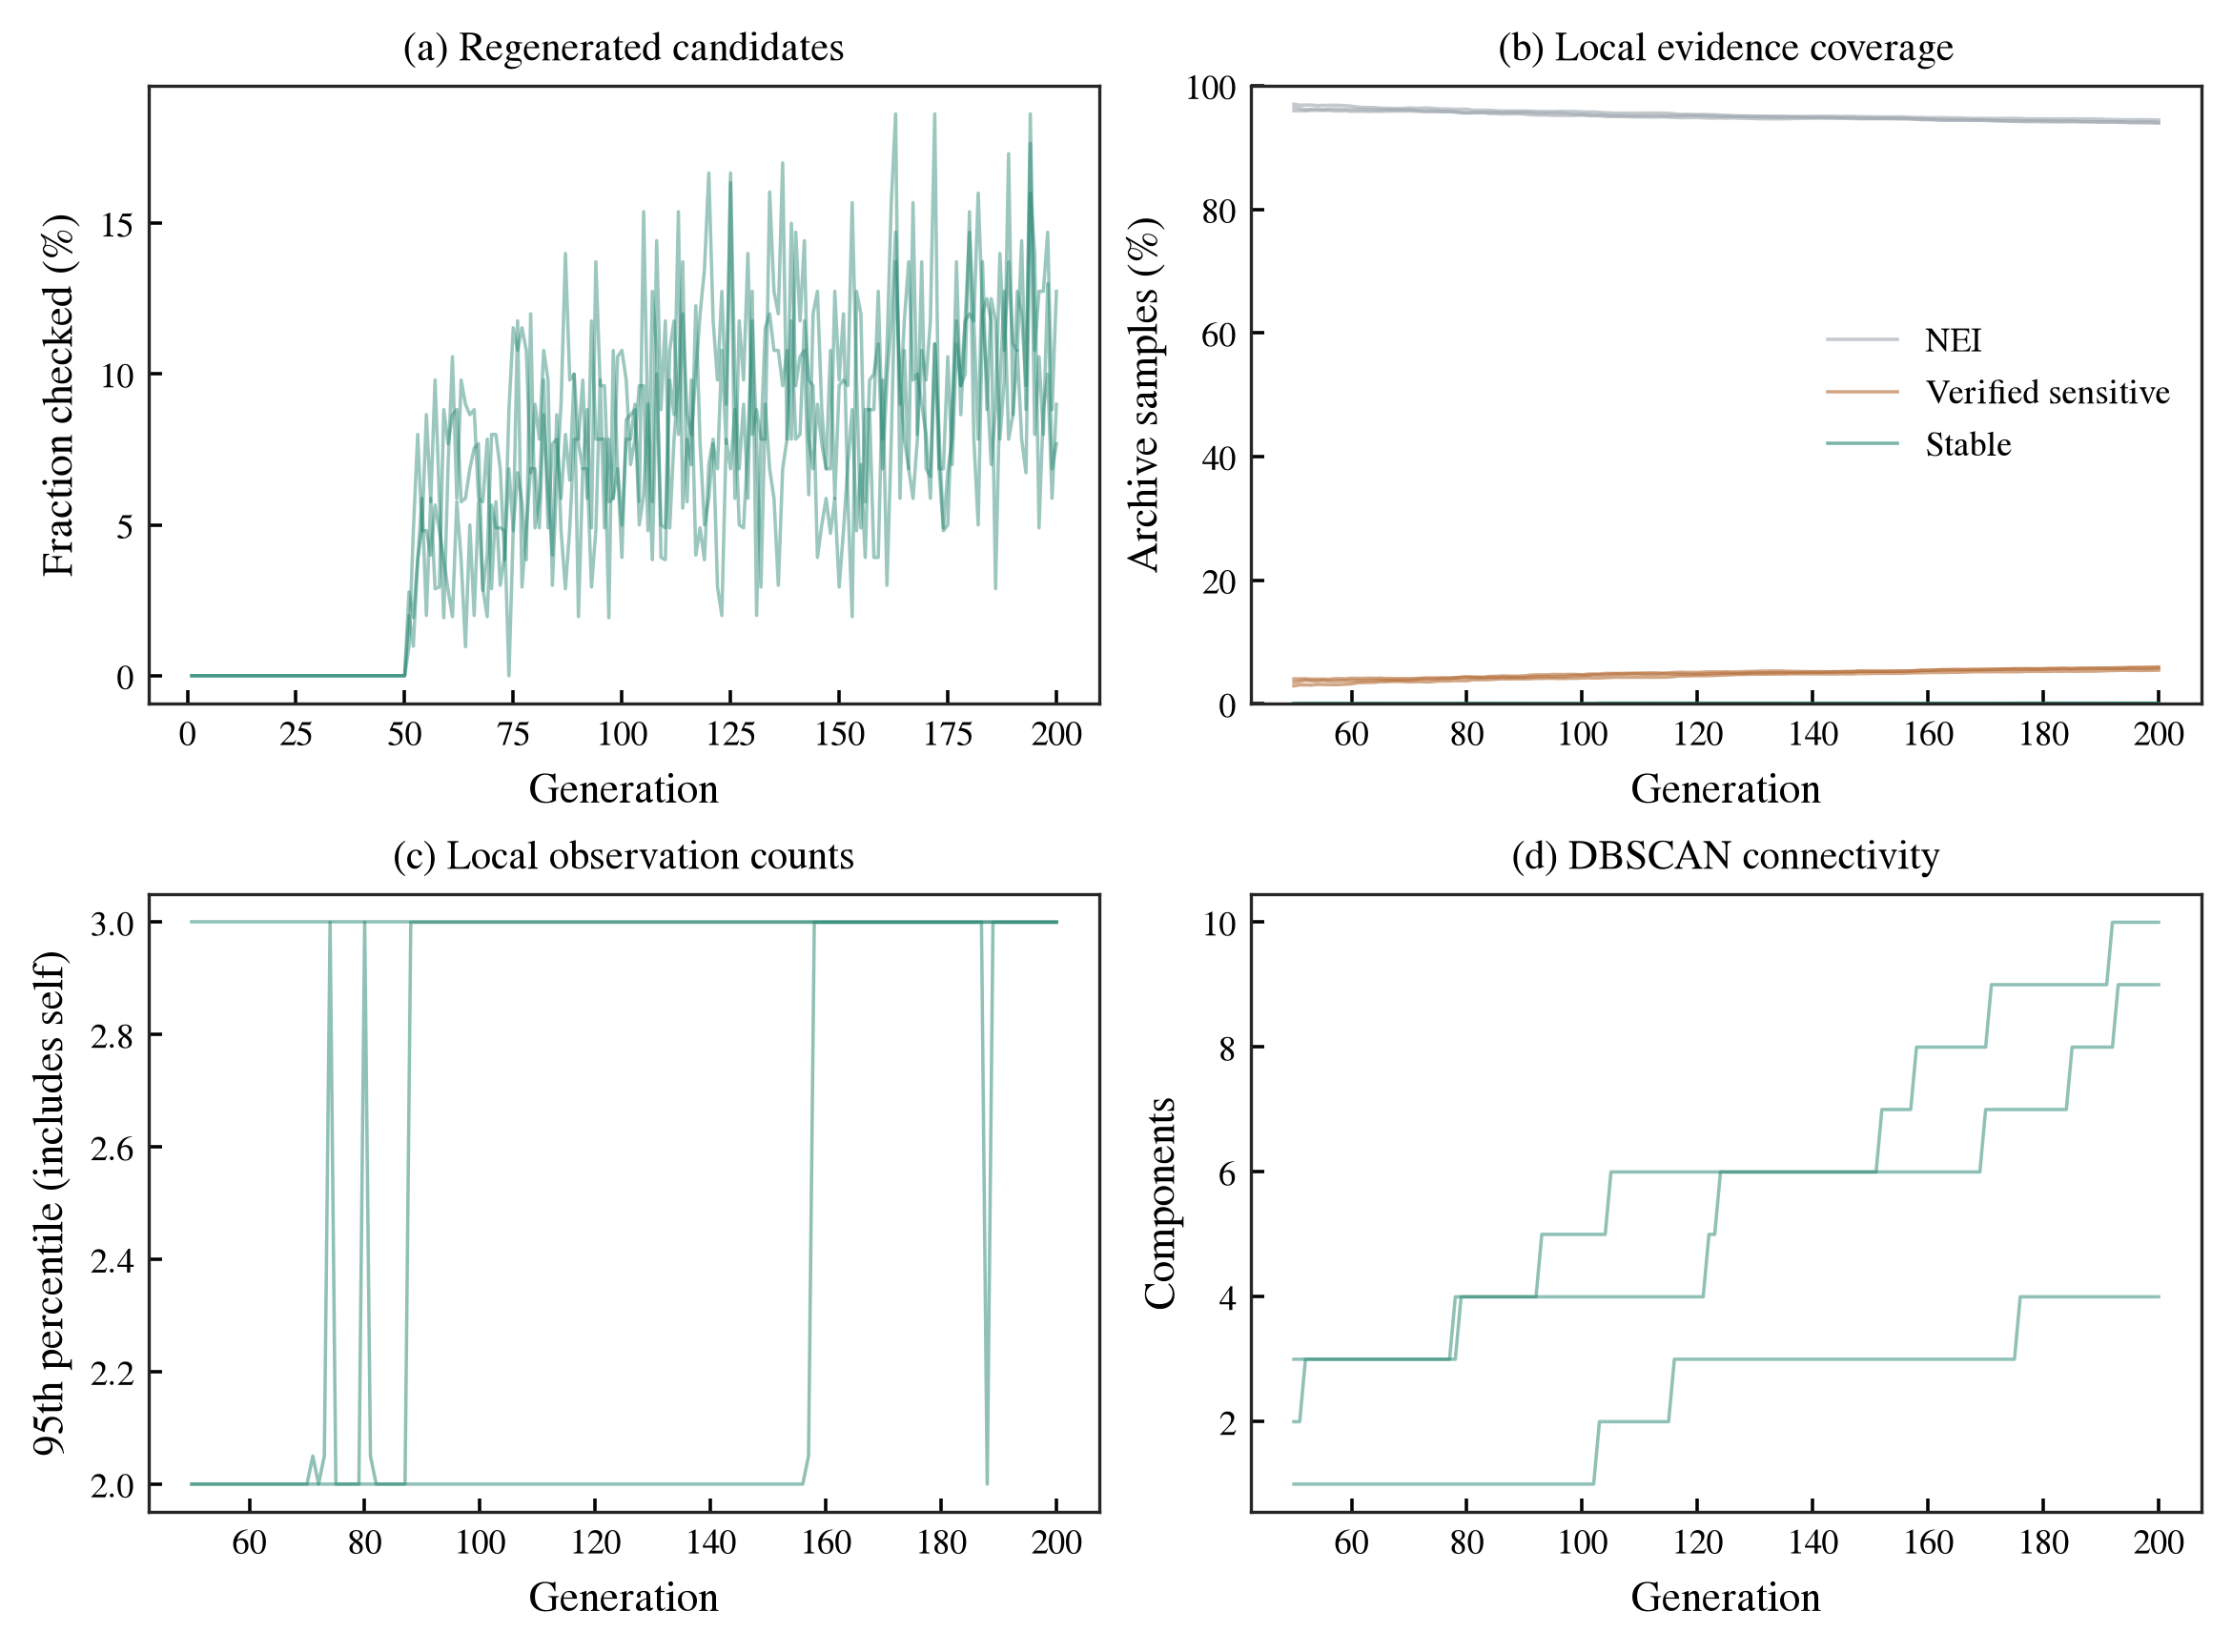 (a) Regenerated candidates
Fraction checked (%)
15
10
5
0
0 25 50 75 100 125 150 175 200
Generation
(b) Local evidence coverage
Archive samples (%)
100
80
60
40
20
0
NEI
Verified sensitive
Stable
60 80 100 120 140 160 180 200
Generation
(c) Local observation counts
95th percentile (includes self)
3.0
2.8
2.6
2.4
2.2
2.0
60 80 100 120 140 160 180 200
Generation
(d) DBSCAN connectivity
Components
10
8
6
4
2
60 80 100 120 140 160 180 200
Generation